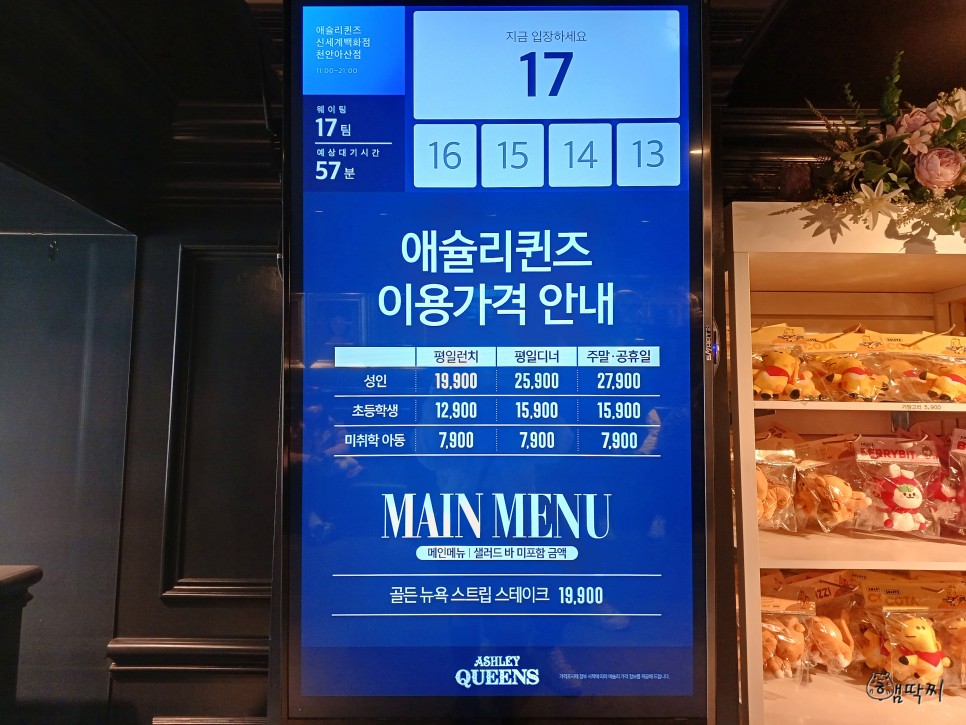 애슐리퀸즈
신세계백화점
천안아산점
11:00~21:00
지금 입장하세요
17
웨이팅
17 팀
예상대기시간
57 분
16 15 14 13
애슐리퀸즈
이용가격 안내
평일런치 평일디너 주말·공휴일
성인 19,900 25,900 27,900
초등학생 12,900 15,900 15,900
미취학 아동 7,900 7,900 7,900
MAIN MENU
메인메뉴 | 샐러드 바 미포함 금액
골든 뉴욕 스트립 스테이크 19,900
ASHLEY
QUEENS
BERRYBIT
햄딱찌